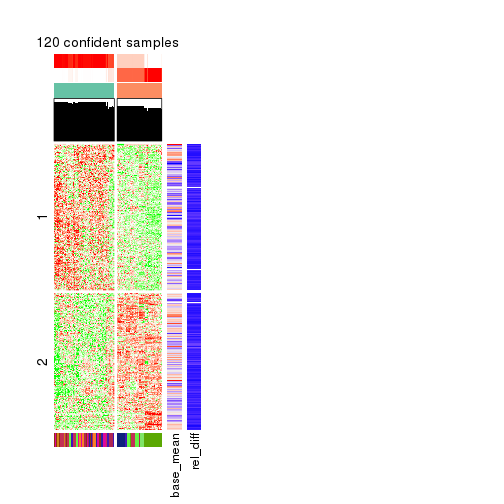 120 confident samples
1
2
base_mean
rel_diff